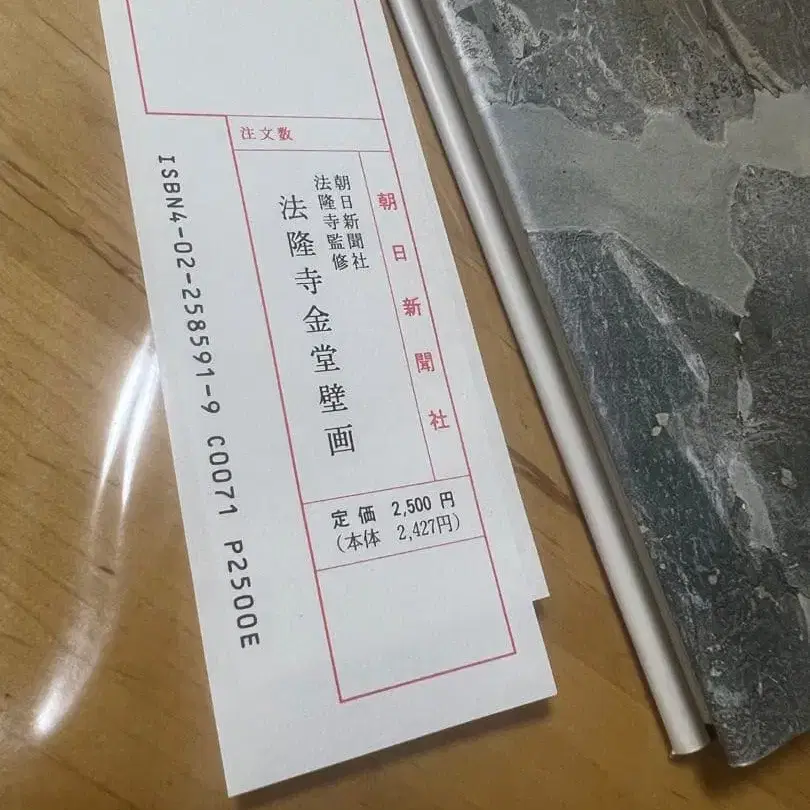 注文数
朝日新聞社
朝日新聞社
法隆寺監修
法隆寺金堂壁画
定価 2,500円
(本体 2,427円)
ISBN4-02-258591-9 C0071 P2500E